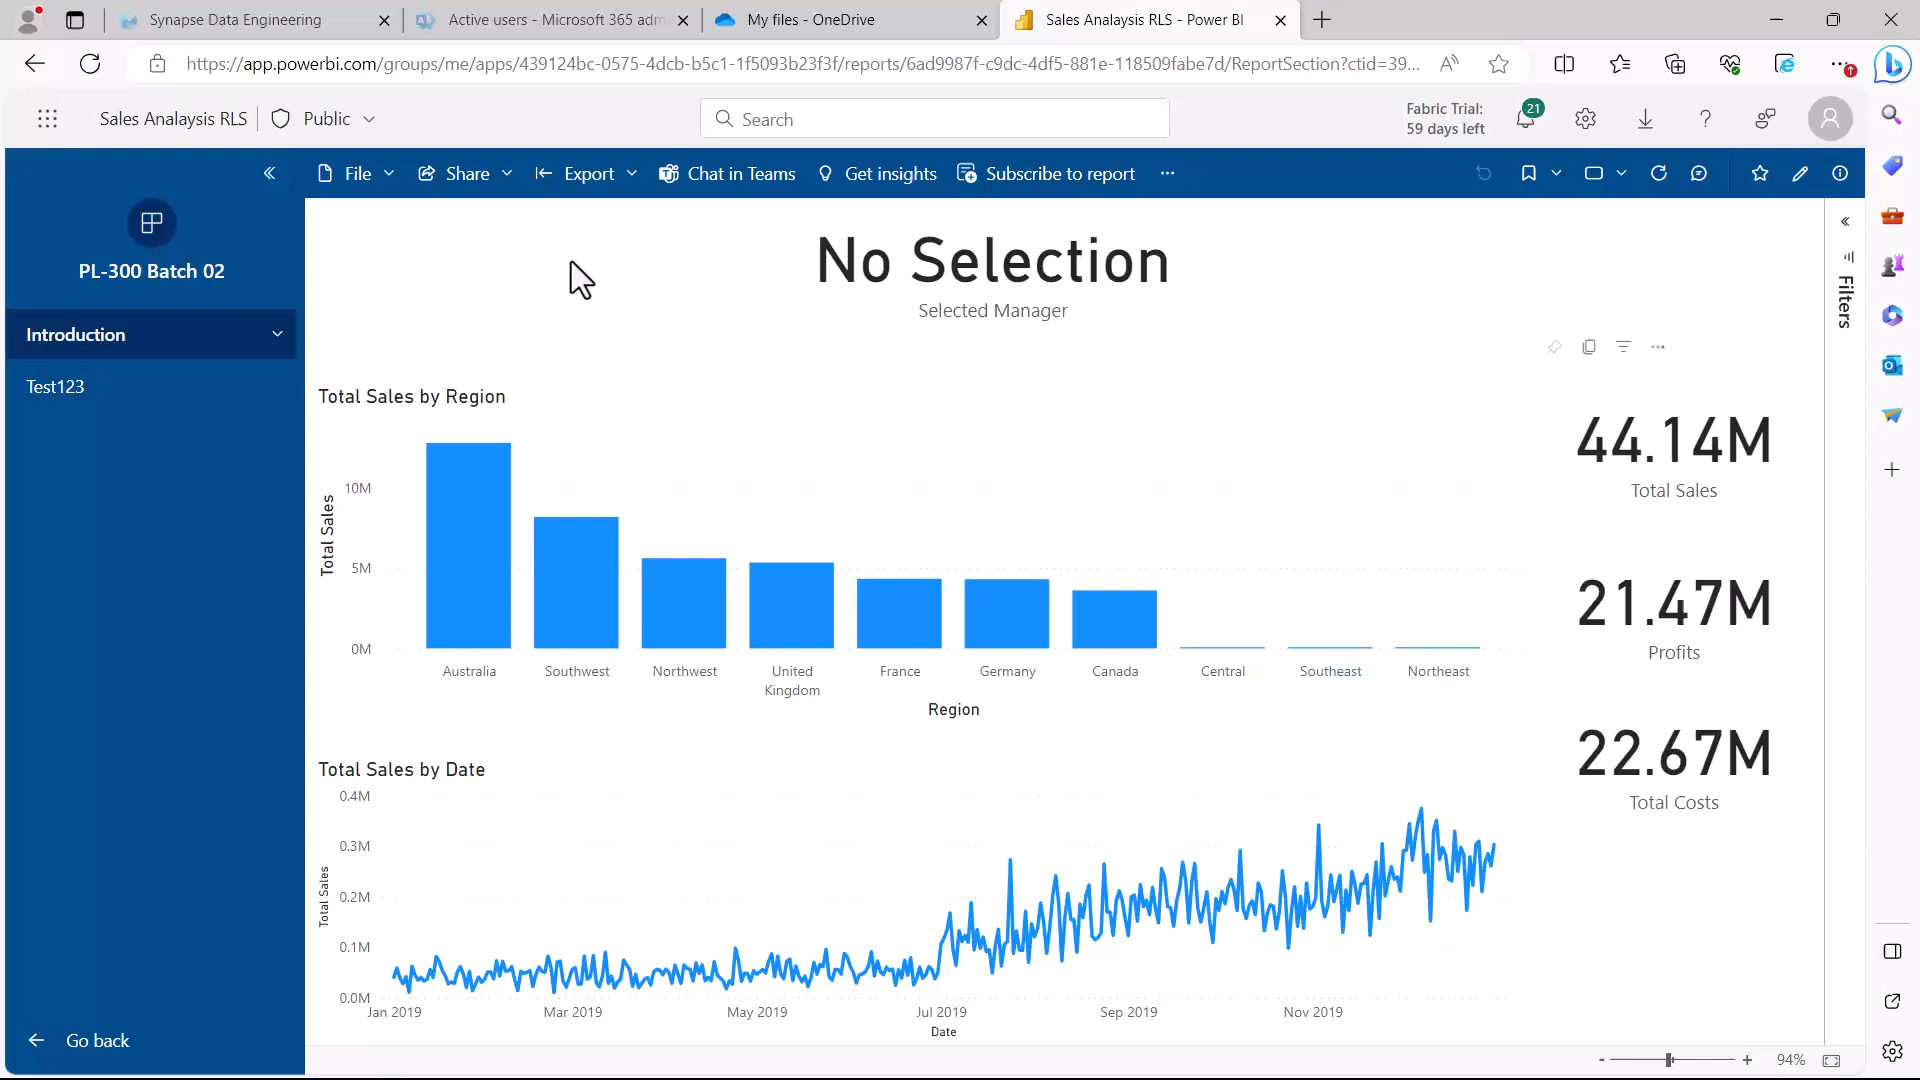 Synapse Data Engineering
Active users - Microsoft 365 adm
My files - OneDrive
Sales Analaysis RLS - Power BI
https://app.powerbi.com/groups/me/apps/439124bc-0575-4dcb-b5c1-1f5093b23f3f/reports/6ad9987f-c9dc-4df5-881e-118509fabe7d/ReportSection?ctid=39...
Sales Analaysis RLS
Public
Search
Fabric Trial:
59 days left
21
File
Share
Export
Chat in Teams
Get insights
Subscribe to report
PL-300 Batch 02
Introduction
Test123
Go back
No Selection
Selected Manager
Filters
Total Sales by Region
Total Sales
10M
5M
0M
Australia
Southwest
Northwest
United
Kingdom
France
Germany
Canada
Central
Southeast
Northeast
Region
44.14M
Total Sales
21.47M
Profits
22.67M
Total Costs
Total Sales by Date
Total Sales
0.4M
0.3M
0.2M
0.1M
0.0M
Jan 2019
Mar 2019
May 2019
Jul 2019
Sep 2019
Nov 2019
Date
- + 94%